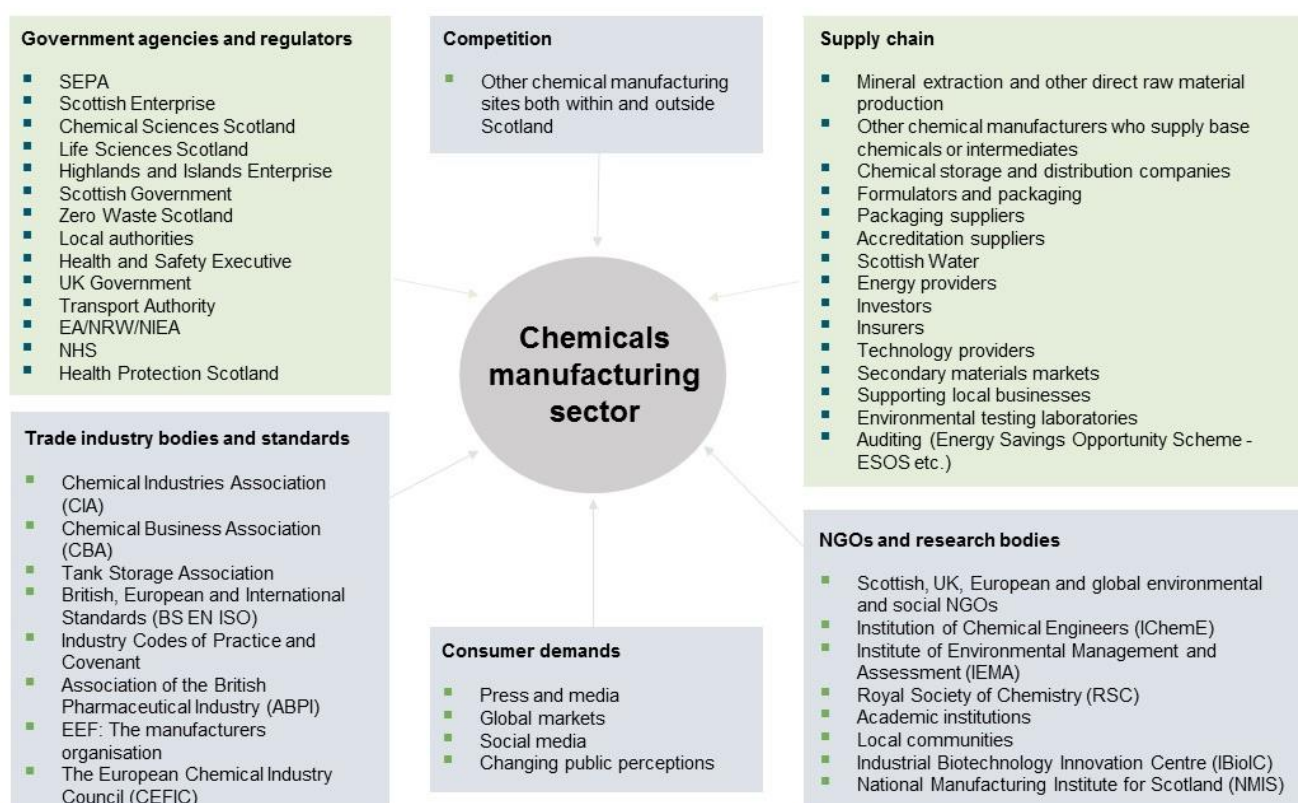 Government agencies and regulators
SEPA
Scottish Enterprise
Chemical Sciences Scotland
Life Sciences Scotland
Highlands and Islands Enterprise
Scottish Government
Zero Waste Scotland
Local authorities
Health and Safety Executive
UK Government
Transport Authority
EA/NRW/NIEA
NHS
Health Protection Scotland
Competition
Other chemical manufacturing
sites both within and outside
Scotland
Supply chain
Mineral extraction and other direct raw material
production
Other chemical manufacturers who supply base
chemicals or intermediates
Chemical storage and distribution companies
Formulators and packaging
Packaging suppliers
Accreditation suppliers
Scottish Water
Energy providers
Investors
Insurers
Technology providers
Secondary materials markets
Supporting local businesses
Environmental testing laboratories
Auditing (Energy Savings Opportunity Scheme -
ESOS etc.)
Chemicals
manufacturing
sector
Trade industry bodies and standards
Chemical Industries Association
(CIA)
Chemical Business Association
(CBA)
Tank Storage Association
British, European and International
Standards (BS EN ISO)
Industry Codes of Practice and
Covenant
Association of the British
Pharmaceutical Industry (ABPI)
EEF: The manufacturers
organisation
The European Chemical Industry
Council (CEFIC)
Consumer demands
Press and media
Global markets
Social media
Changing public perceptions
NGOs and research bodies
Scottish, UK, European and global environmental
and social NGOs
Institution of Chemical Engineers (IChemE)
Institute of Environmental Management and
Assessment (IEMA)
Royal Society of Chemistry (RSC)
Academic institutions
Local communities
Industrial Biotechnology Innovation Centre (IBioIC)
National Manufacturing Institute for Scotland (NMIS)